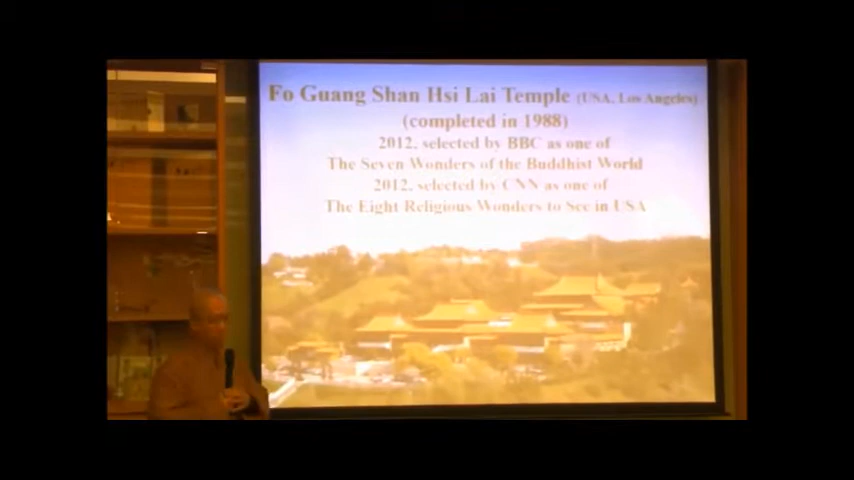 Fo Guang Shan Hsi Lai Temple (USA, Los Angeles)
(completed in 1988)
2012, selected by BBC as one of
The Seven Wonders of the Buddhist World
2012, selected by CNN as one of
The Eight Religious Wonders to See in USA